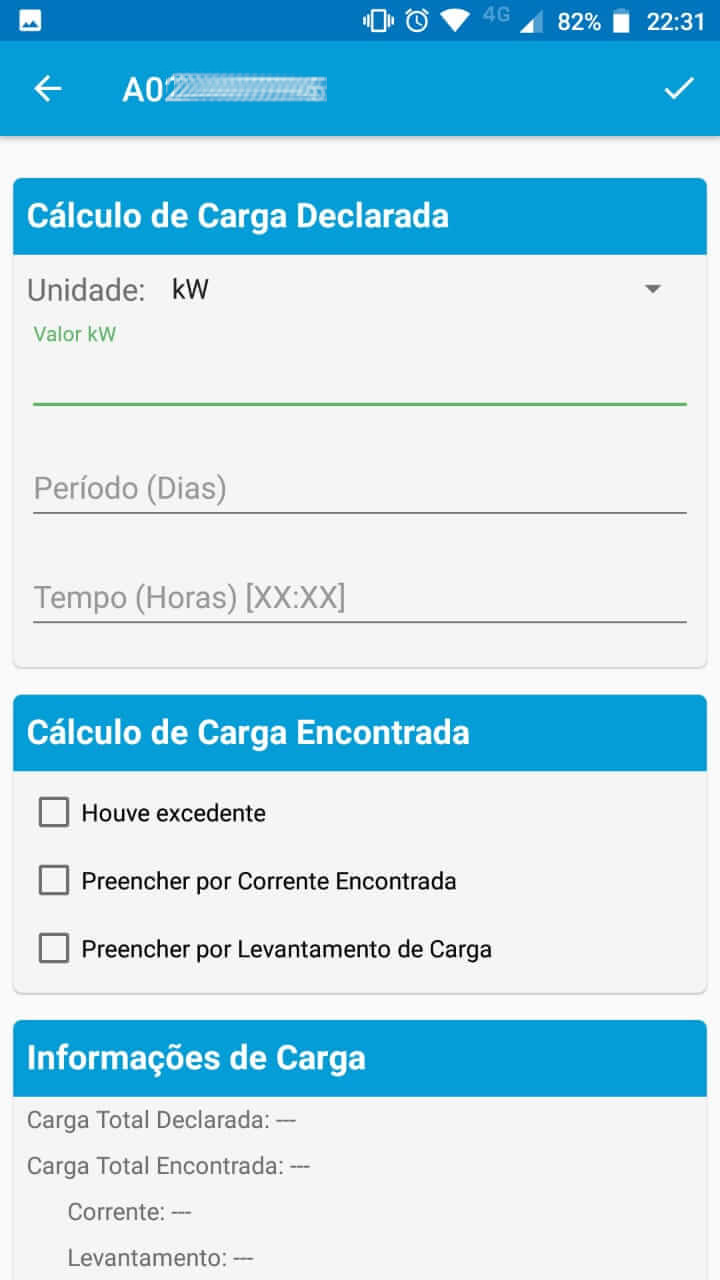 4G 82% 22:31
A02
Cálculo de Carga Declarada
Unidade: kW
Valor kW
Período (Dias)
Tempo (Horas) [XX:XX]
Cálculo de Carga Encontrada
Houve excedente
Preencher por Corrente Encontrada
Preencher por Levantamento de Carga
Informações de Carga
Carga Total Declarada: ---
Carga Total Encontrada: ---
Corrente: ---
Levantamento: ---